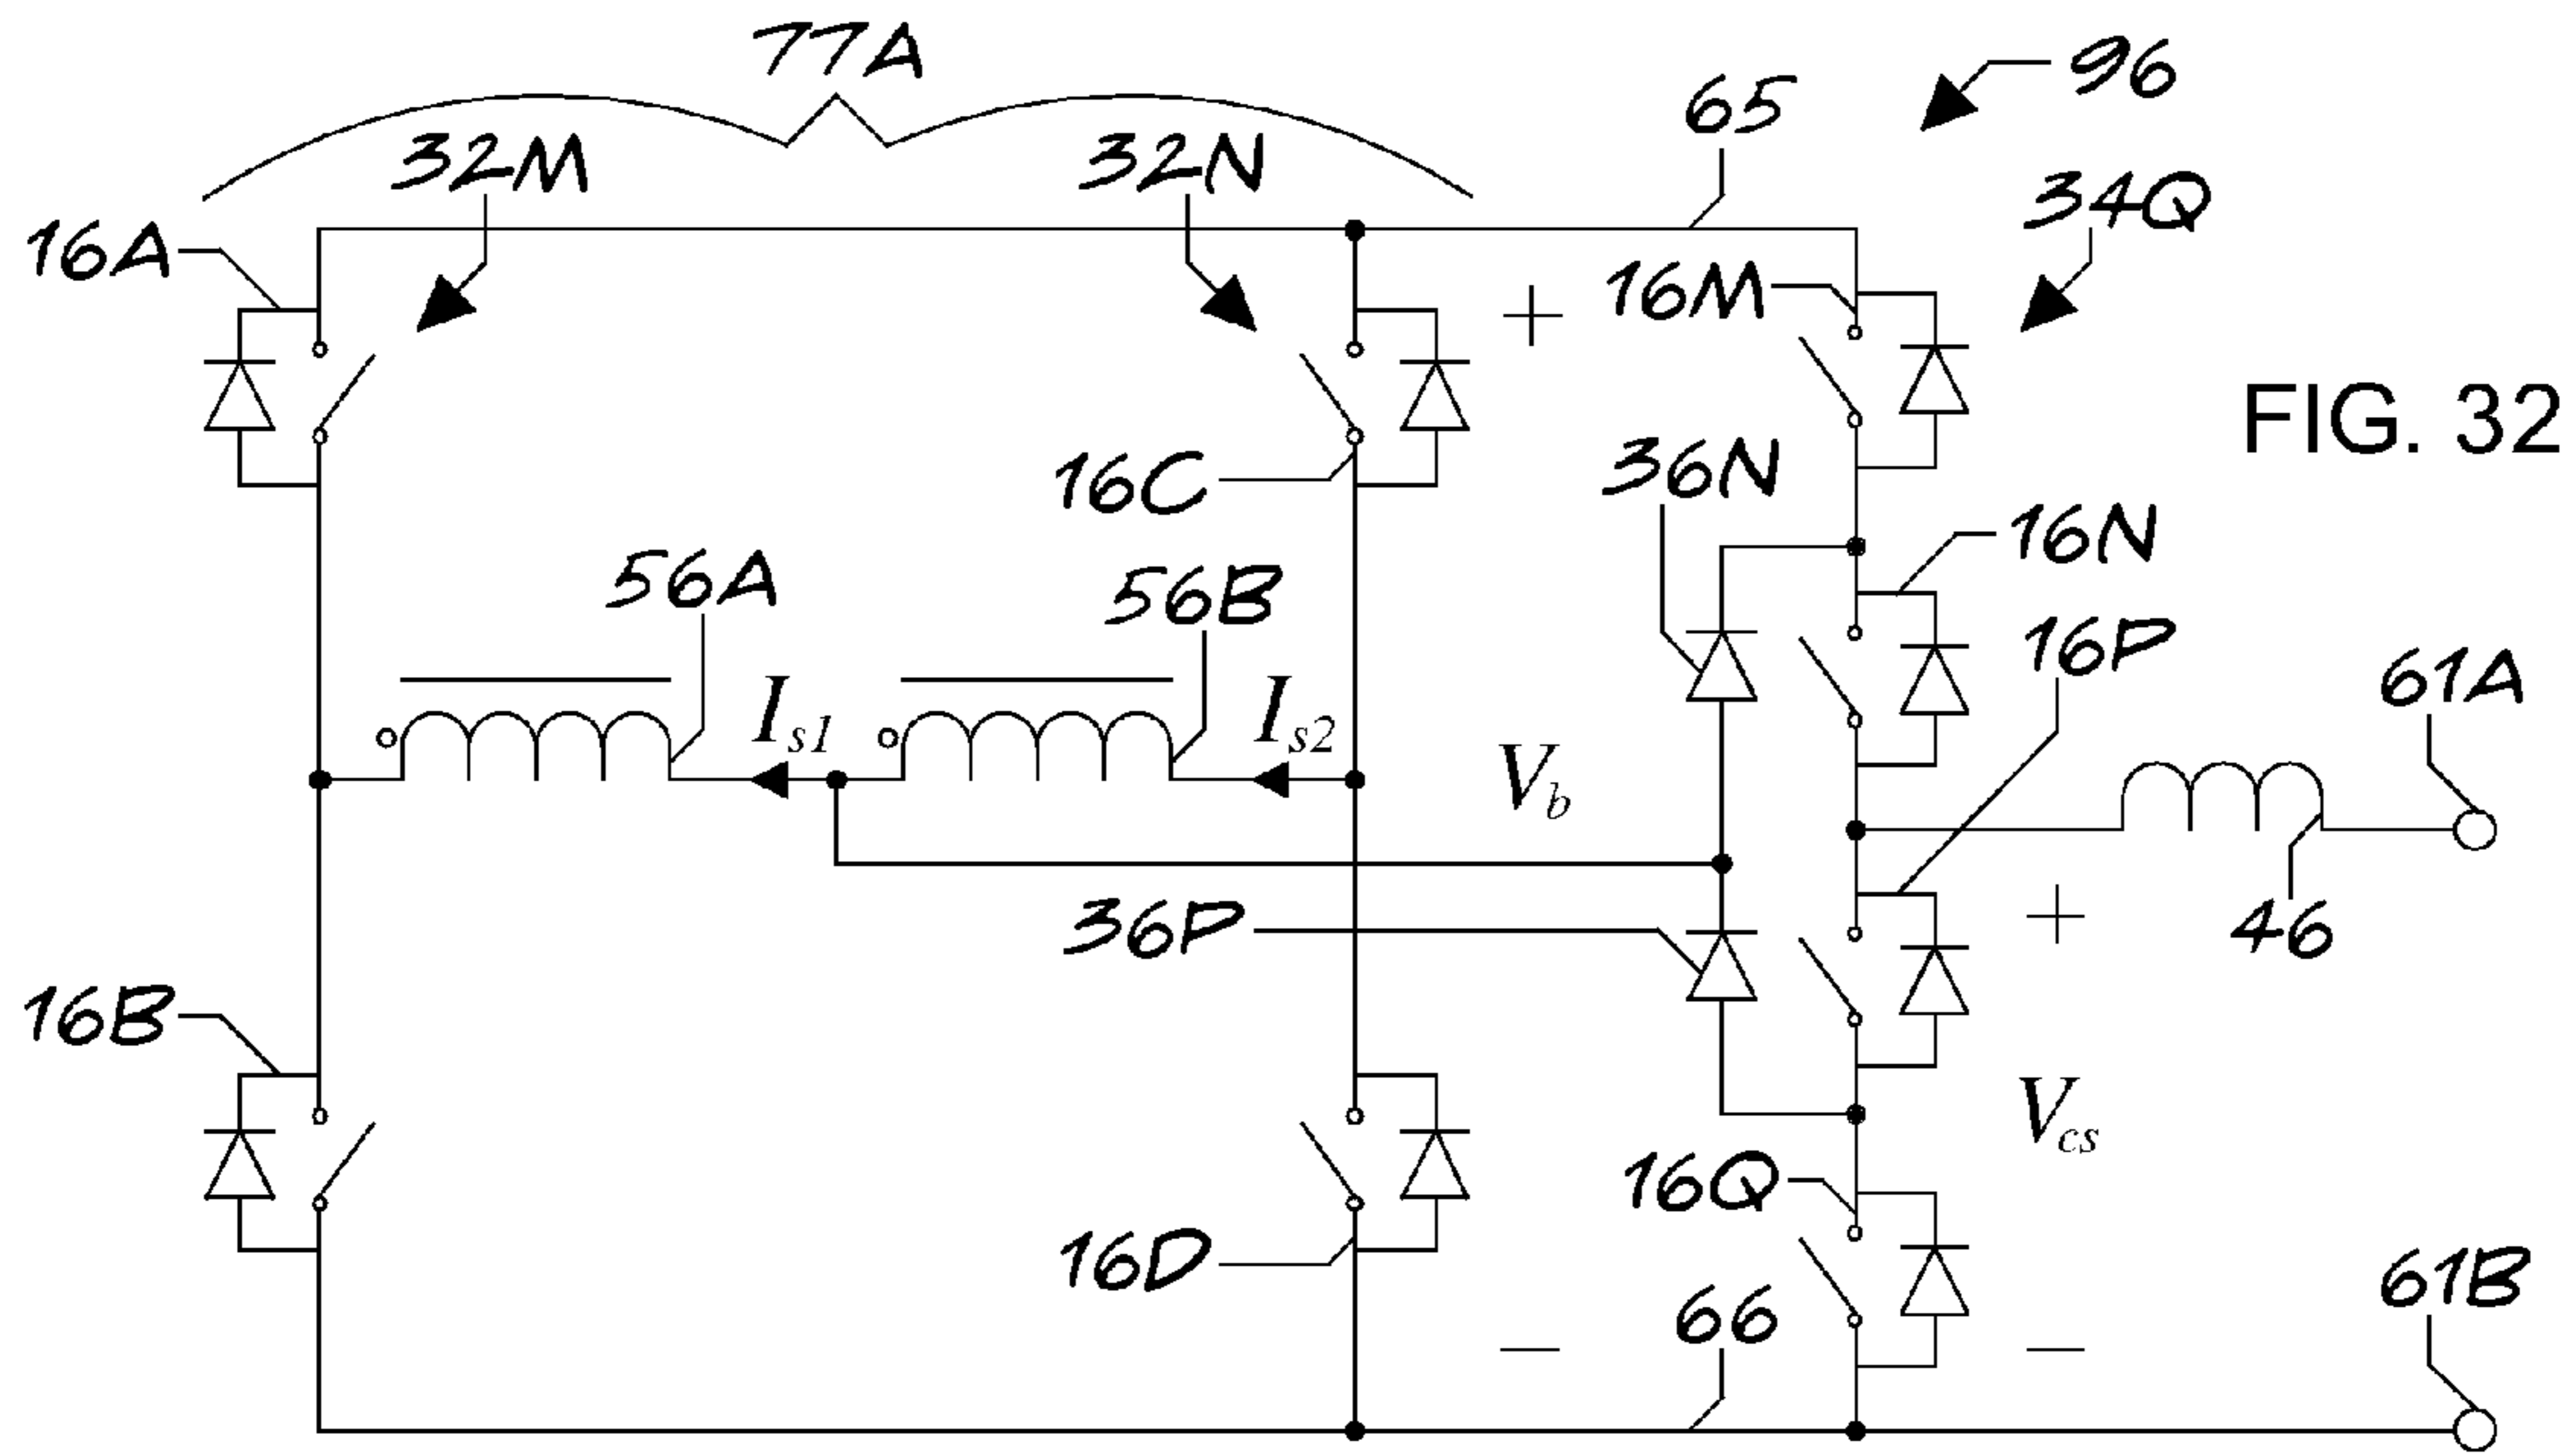 77A
96
65
32M
32N
34Q
16A
16M
FIG. 32
36N
16C
16N
56A
56B
16P
61A
Is1
Is2
Vb
+
+
36P
46
16B
Vcs
16Q
16D
66
61B
−
−